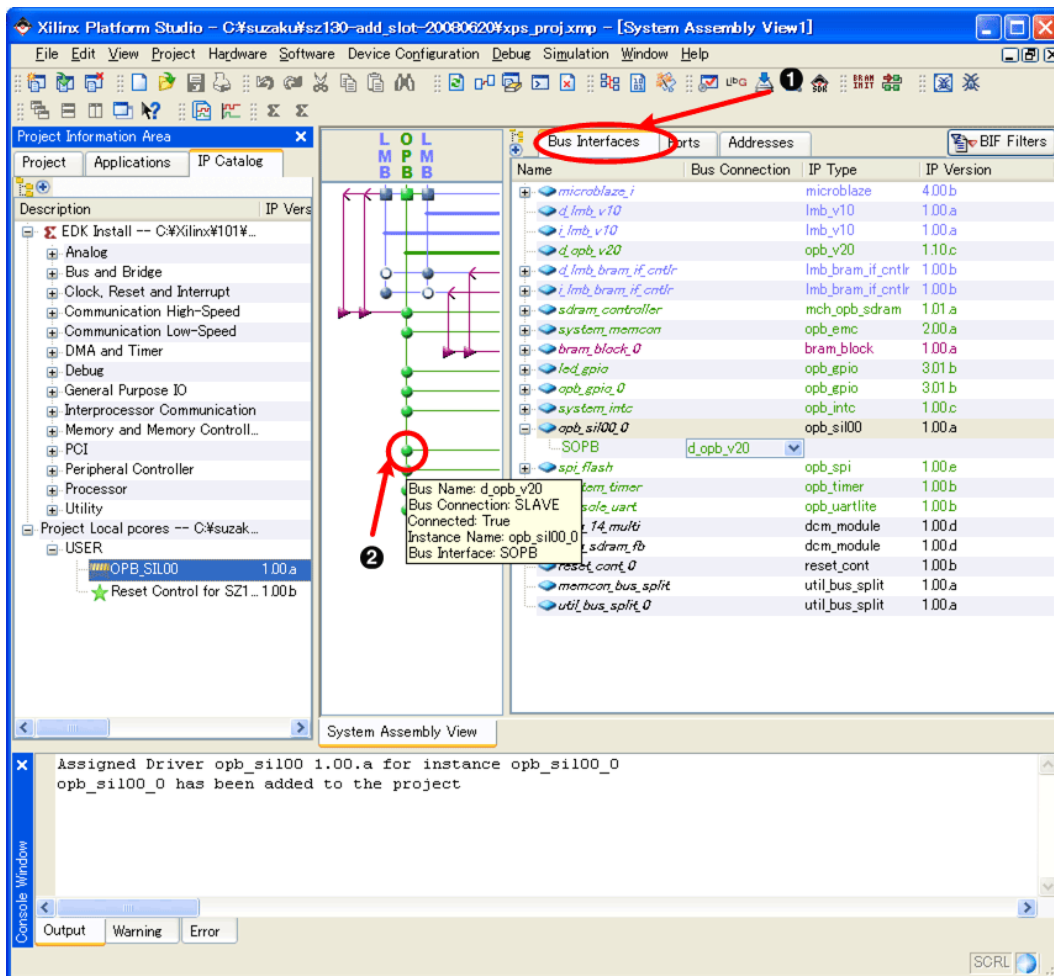 Xilinx Platform Studio - C:¥suzaku¥sz130-add_slot-20080620¥xps_proj.xmp - [System Assembly View1]
File Edit View Project Hardware Software Device Configuration Debug Simulation Window Help
❶
Project Information Area
Project Applications IP Catalog
Description IP Vers
EDK Install -- C:¥Xilinx¥101¥...
Analog
Bus and Bridge
Clock, Reset and Interrupt
Communication High-Speed
Communication Low-Speed
DMA and Timer
Debug
General Purpose IO
Interprocessor Communication
Memory and Memory Controll...
PCI
Peripheral Controller
Processor
Utility
Project Local pcores -- C:¥suzak...
USER
OPB_SIL00 1.00.a
Reset Control for SZ1... 1.00.b
LMB OPB LMB
❷
System Assembly View
Bus Interfaces Ports Addresses BIF Filters
Name Bus Connection IP Type IP Version
microblaze_i microblaze 4.00.b
d_lmb_v10 lmb_v10 1.00.a
i_lmb_v10 lmb_v10 1.00.a
d_opb_v20 opb_v20 1.10.c
d_lmb_bram_if_cntlr lmb_bram_if_cntlr 1.00.b
i_lmb_bram_if_cntlr lmb_bram_if_cntlr 1.00.b
sdram_controller mch_opb_sdram 1.01.a
system_memcon opb_emc 2.00.a
bram_block_0 bram_block 1.00.a
led_gpio opb_gpio 3.01.b
opb_gpio_0 opb_gpio 3.01.b
system_intc opb_intc 1.00.c
opb_sil00_0 opb_sil00 1.00.a
SOPB d_opb_v20
spi_flash opb_spi 1.00.e
tem_timer opb_timer 1.00.b
sole_uart opb_uartlite 1.00.b
_14_multi dcm_module 1.00.d
_sdram_fb dcm_module 1.00.d
reset_cont_0 reset_cont 1.00.b
memcon_bus_split util_bus_split 1.00.a
util_bus_split_0 util_bus_split 1.00.a
Bus Name: d_opb_v20
Bus Connection: SLAVE
Connected: True
Instance Name: opb_sil00_0
Bus Interface: SOPB
Assigned Driver opb_sil00 1.00.a for instance opb_sil00_0
opb_sil00_0 has been added to the project
Console Window
Output Warning Error
SCRL